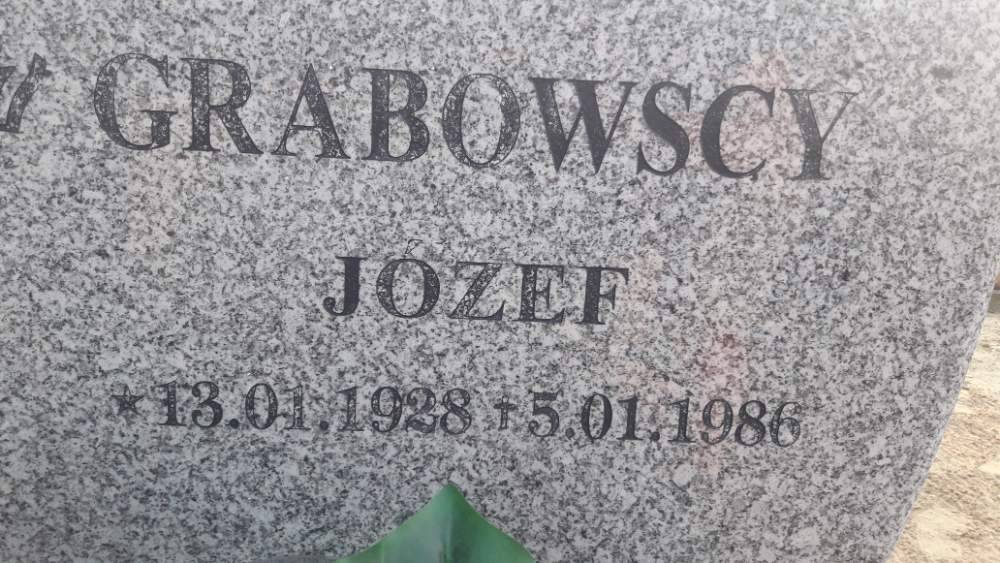 GRABOWSCY
JÓZEF
* 13.01.1928 † 5.01.1986